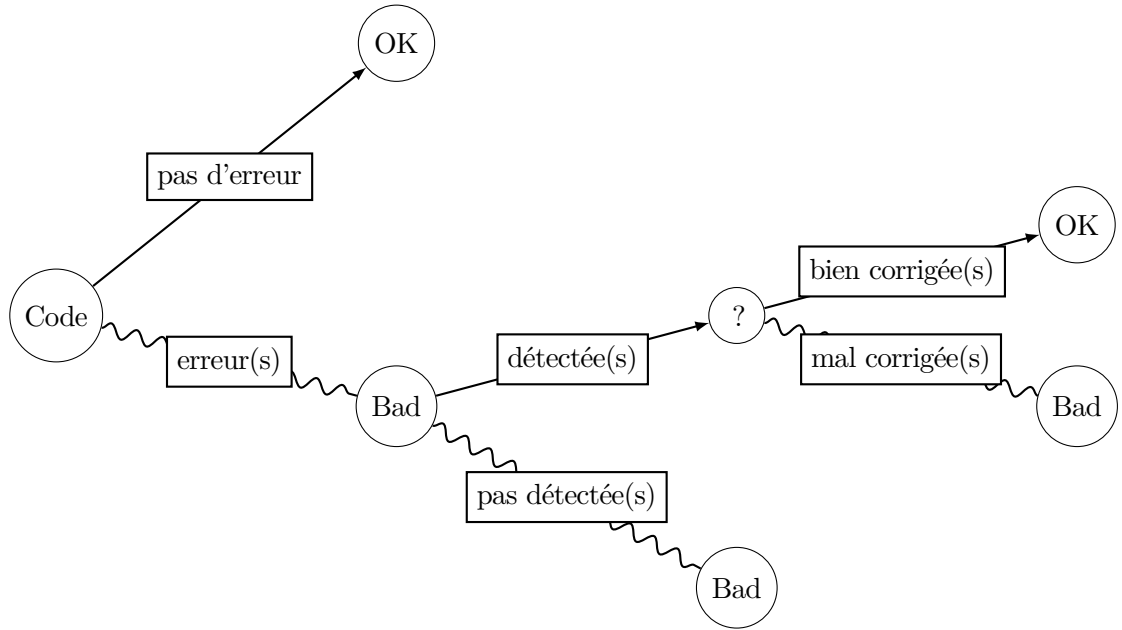 OK
pas d'erreur
Code
erreur(s)
Bad
détectée(s)
?
bien corrigée(s)
OK
mal corrigée(s)
Bad
pas détectée(s)
Bad